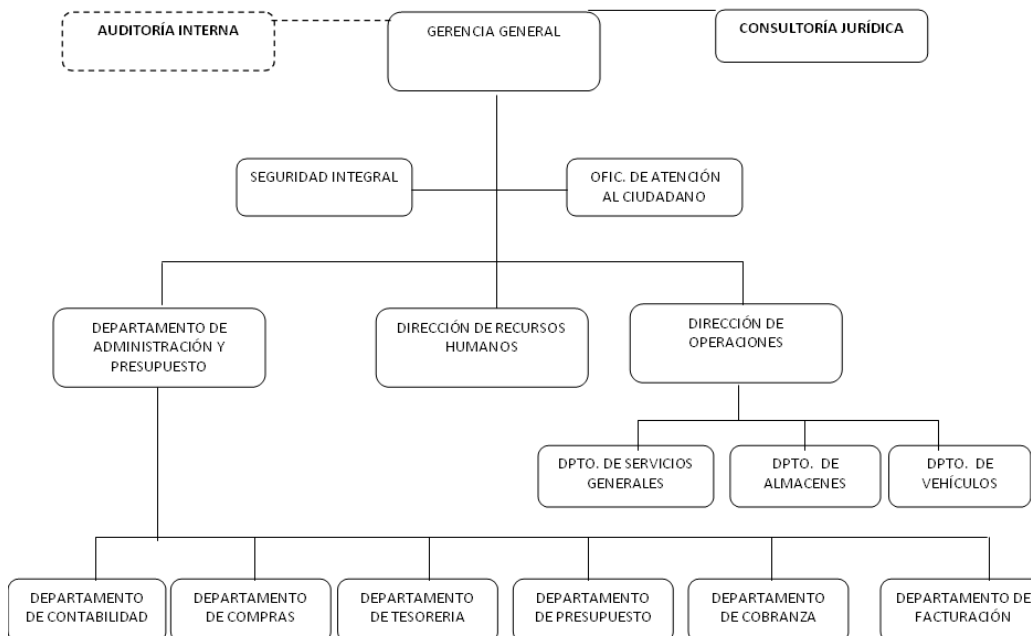 AUDITORÍA INTERNA
GERENCIA GENERAL
CONSULTORÍA JURÍDICA
SEGURIDAD INTEGRAL
OFIC. DE ATENCIÓN
AL CIUDADANO
DEPARTAMENTO DE
ADMINISTRACIÓN Y
PRESUPUESTO
DIRECCIÓN DE RECURSOS
HUMANOS
DIRECCIÓN DE
OPERACIONES
DPTO. DE SERVICIOS
GENERALES
DPTO. DE
ALMACENES
DPTO. DE
VEHÍCULOS
DEPARTAMENTO
DE CONTABILIDAD
DEPARTAMENTO
DE COMPRAS
DEPARTAMENTO
DE TESORERIA
DEPARTAMENTO
DE PRESUPUESTO
DEPARTAMENTO
DE COBRANZA
DEPARTAMENTO DE
FACTURACIÓN